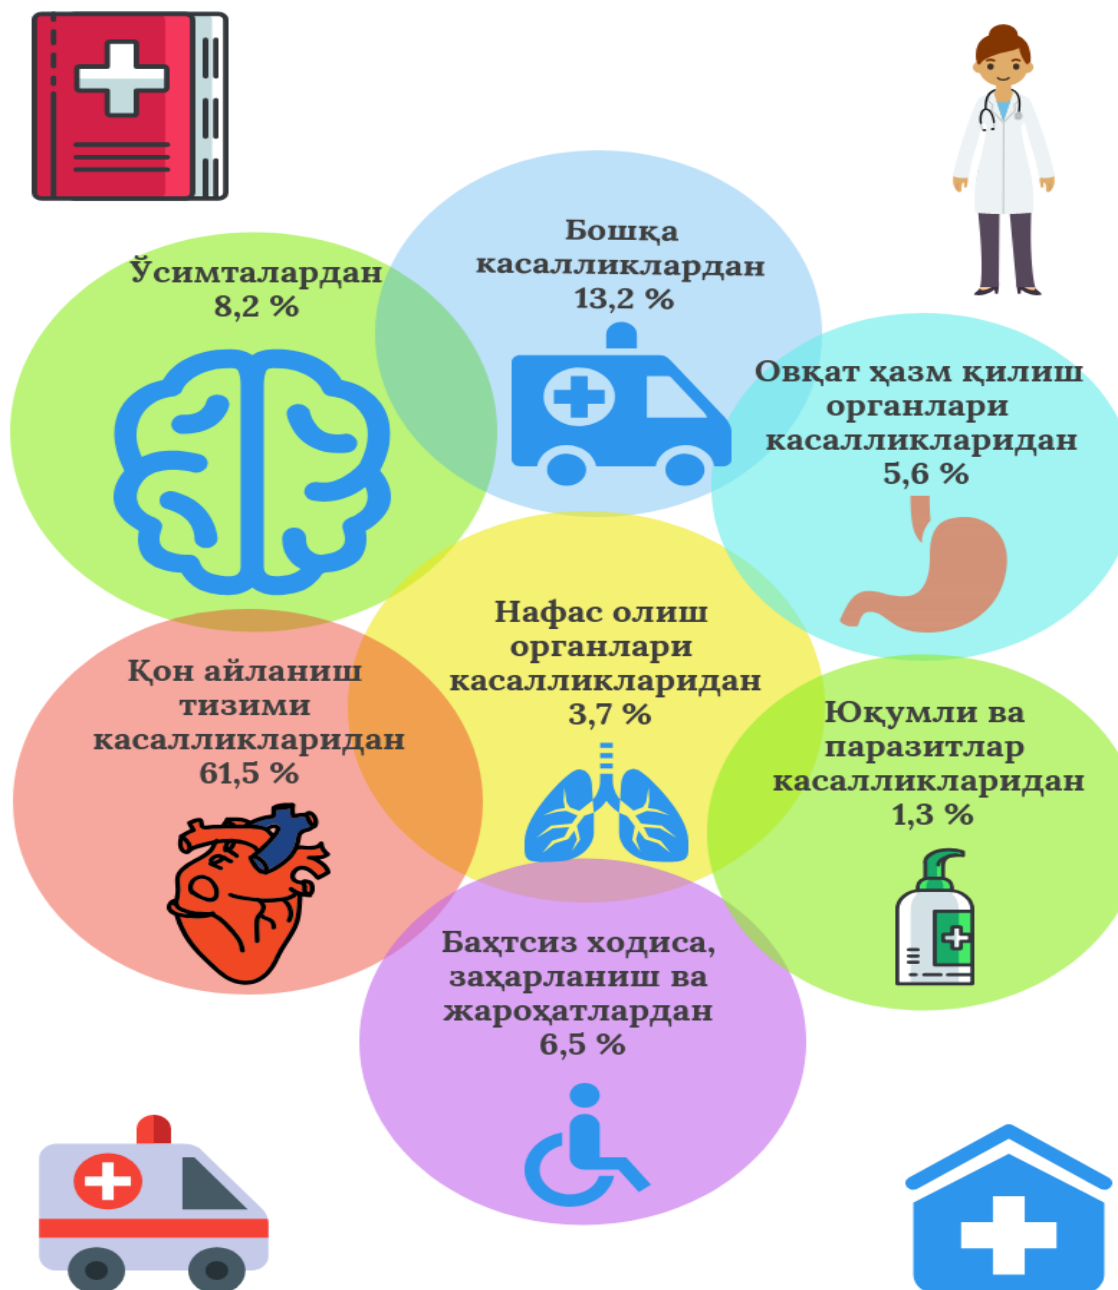 Бошқа
касалликлардан
13,2 %
Ўсимталардан
8,2 %
Овқат ҳазм қилиш
органлари
касалликларидан
5,6 %
Нафас олиш
органлари
касалликларидан
3,7 %
Қон айланиш
тизими
касалликларидан
61,5 %
Юқумли ва
паразитлар
касалликларидан
1,3 %
Баҳтсиз ходиса,
заҳарланиш ва
жароҳатлардан
6,5 %